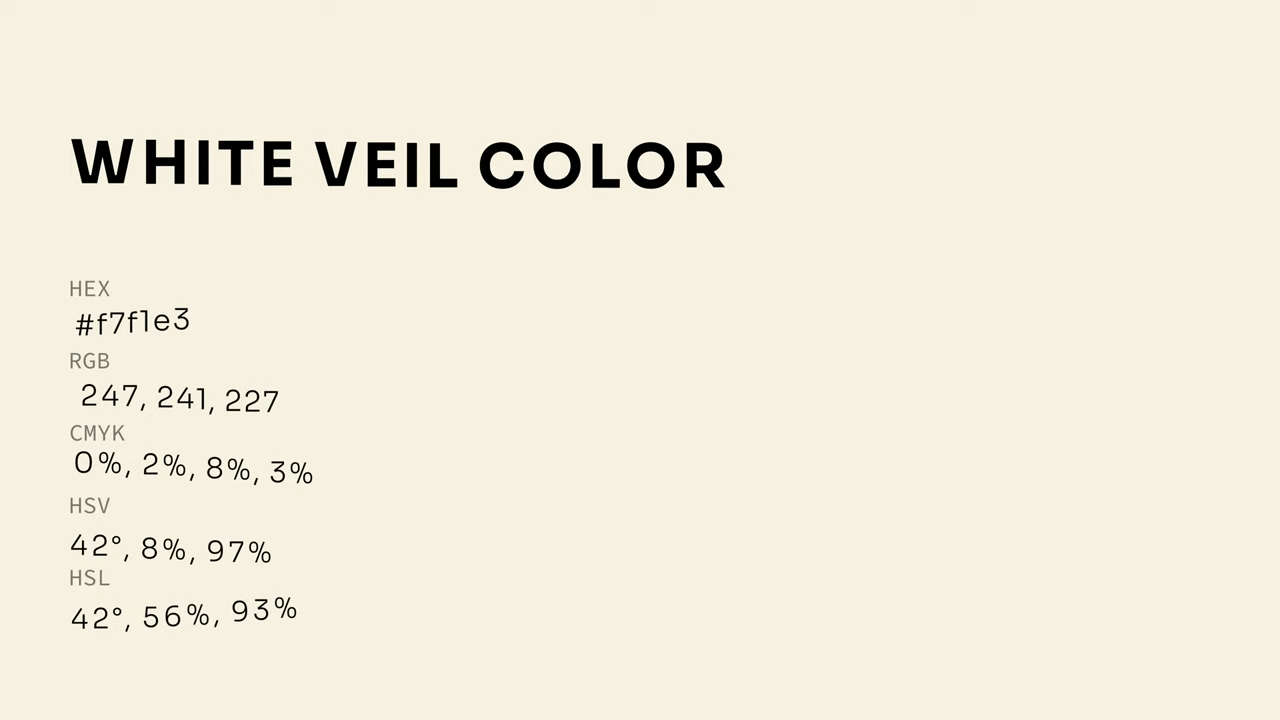 WHITE VEIL COLOR
HEX
#f7f1e3
RGB
247, 241, 227
CMYK
0%, 2%, 8%, 3%
HSV
42°, 8%, 97%
HSL
42°, 56%, 93%